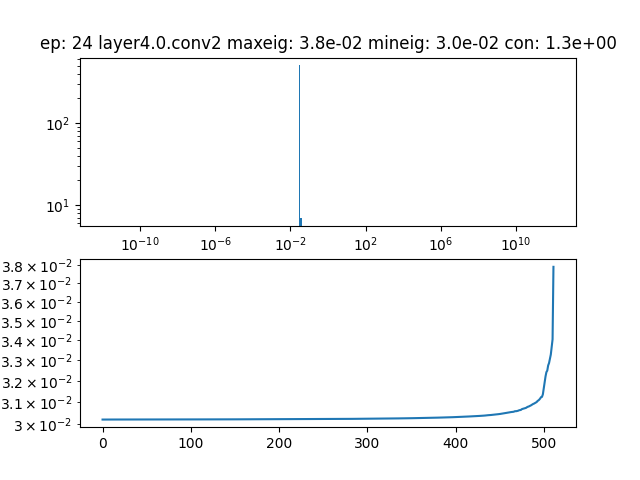 ep: 24 layer4.0.conv2 maxeig: 3.8e-02 mineig: 3.0e-02 con: 1.3e+00
10²
10¹
10⁻¹⁰ 10⁻⁶ 10⁻² 10² 10⁶ 10¹⁰
3.8 × 10⁻²
3.7 × 10⁻²
3.6 × 10⁻²
3.5 × 10⁻²
3.4 × 10⁻²
3.3 × 10⁻²
3.2 × 10⁻²
3.1 × 10⁻²
3 × 10⁻²
0 100 200 300 400 500